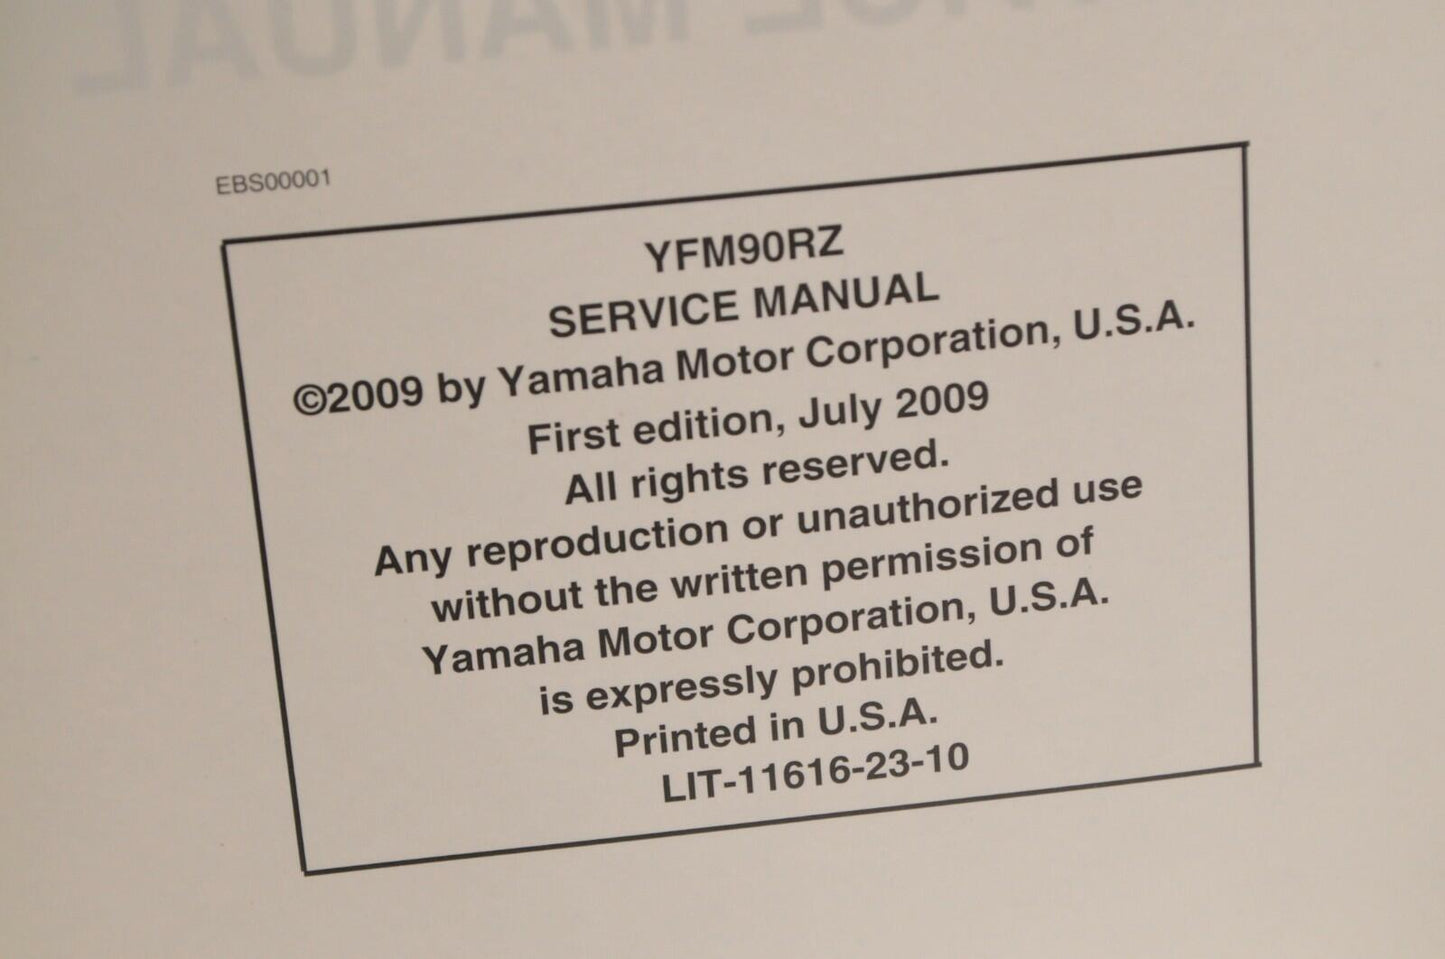 EBS00001
YFM90RZ
SERVICE MANUAL
©2009 by Yamaha Motor Corporation, U.S.A.
First edition, July 2009
All rights reserved.
Any reproduction or unauthorized use
without the written permission of
Yamaha Motor Corporation, U.S.A.
is expressly prohibited.
Printed in U.S.A.
LIT-11616-23-10